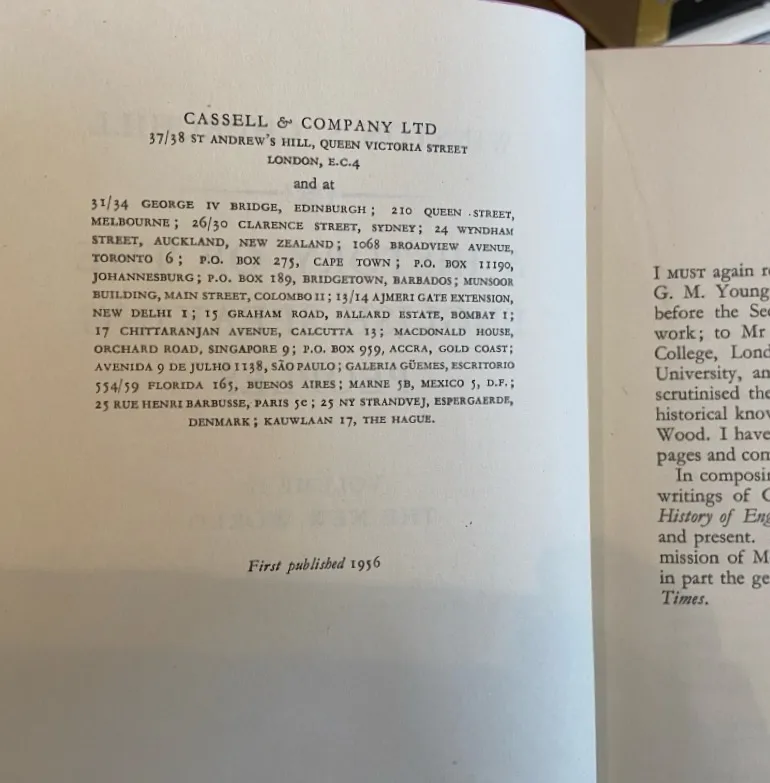 CASSELL & COMPANY LTD
37/38 ST ANDREW'S HILL, QUEEN VICTORIA STREET
LONDON, E.C.4
and at
31/34 GEORGE IV BRIDGE, EDINBURGH; 210 QUEEN STREET,
MELBOURNE; 26/30 CLARENCE STREET, SYDNEY; 24 WYNDHAM
STREET, AUCKLAND, NEW ZEALAND; 1068 BROADVIEW AVENUE,
TORONTO 6; P.O. BOX 275, CAPE TOWN; P.O. BOX 11190,
JOHANNESBURG; P.O. BOX 189, BRIDGETOWN, BARBADOS; MUNSOOR
BUILDING, MAIN STREET, COLOMBO 11; 13/14 AJMERI GATE EXTENSION,
NEW DELHI 1; 15 GRAHAM ROAD, BALLARD ESTATE, BOMBAY 1;
17 CHITTARANJAN AVENUE, CALCUTTA 13; MACDONALD HOUSE,
ORCHARD ROAD, SINGAPORE 9; P.O. BOX 959, ACCRA, GOLD COAST;
AVENIDA 9 DE JULHO 1138, SÃO PAULO; GALERIA GÜEMES, ESCRITORIO
554/59 FLORIDA 165, BUENOS AIRES; MARNE 5B, MEXICO 5, D.F.;
25 RUE HENRI BARBUSSE, PARIS 5e; 25 NY STRANDVEJ, ESPERGAERDE,
DENMARK; KAUWLAAN 17, THE HAGUE.
First published 1956
I MUST again
G. M. Young
before the
work; to Mr
College,
University,
scrutinised
historical
Wood. I have
pages and
In
writings of
History of
and present.
mission of
in part the
Times.